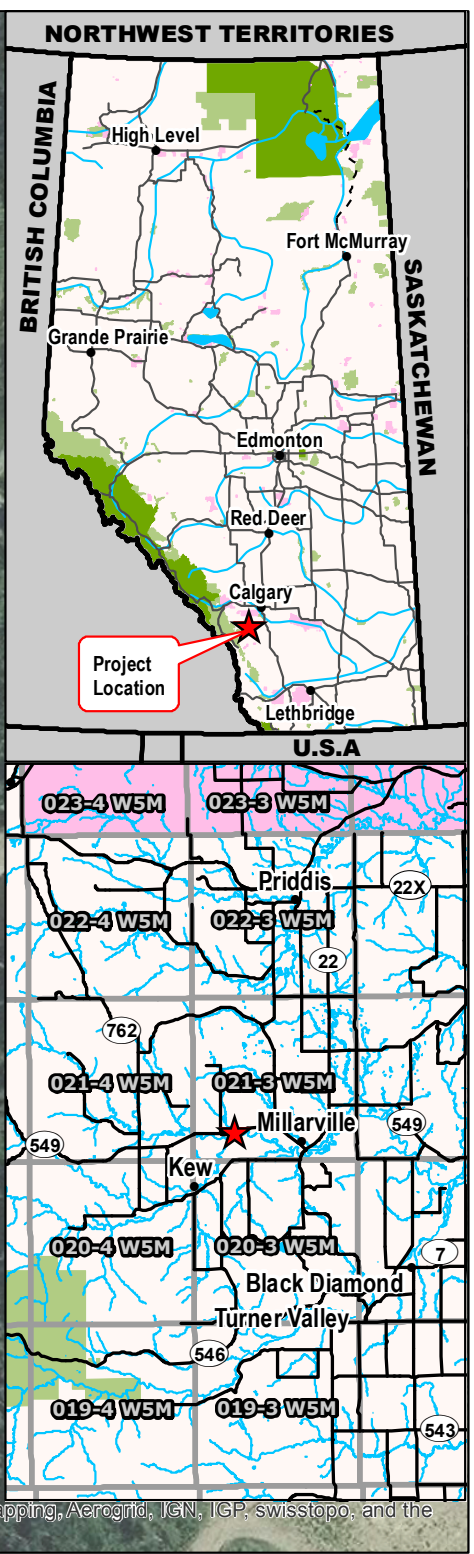 NORTHWEST TERRITORIES
BRITISH COLUMBIA
High Level
Fort McMurray
SASKATCHEWAN
Grande Prairie
Edmonton
Red Deer
Calgary
Project
Location
Lethbridge
U.S.A
023-4 W5M
023-3 W5M
Priddis
22X
022-4 W5M
022-3 W5M
22
762
021-4 W5M
021-3 W5M
Millarville
549
549
Kew
020-4 W5M
020-3 W5M
7
Black Diamond
Turner Valley
546
019-4 W5M
019-3 W5M
543
apping, Aerogrid, IGN, IGP, swisstopo, and the